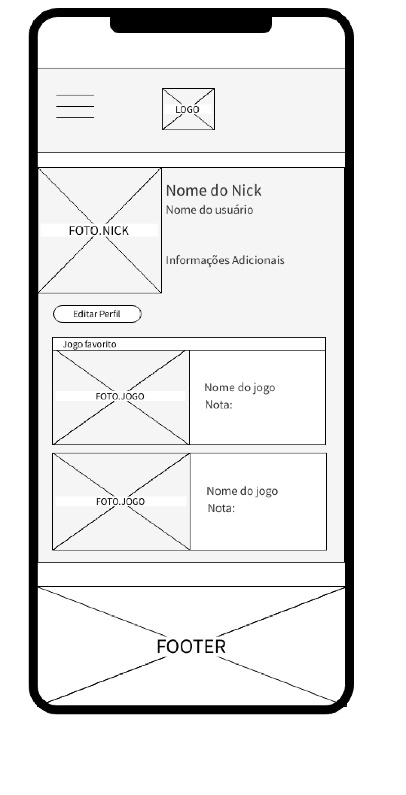 LOGO
FOTO.NICK
Nome do Nick
Nome do usuário
Informações Adicionais
Editar Perfil
Jogo favorito
FOTO.JOGO
Nome do jogo
Nota:
FOTO.JOGO
Nome do jogo
Nota:
FOOTER